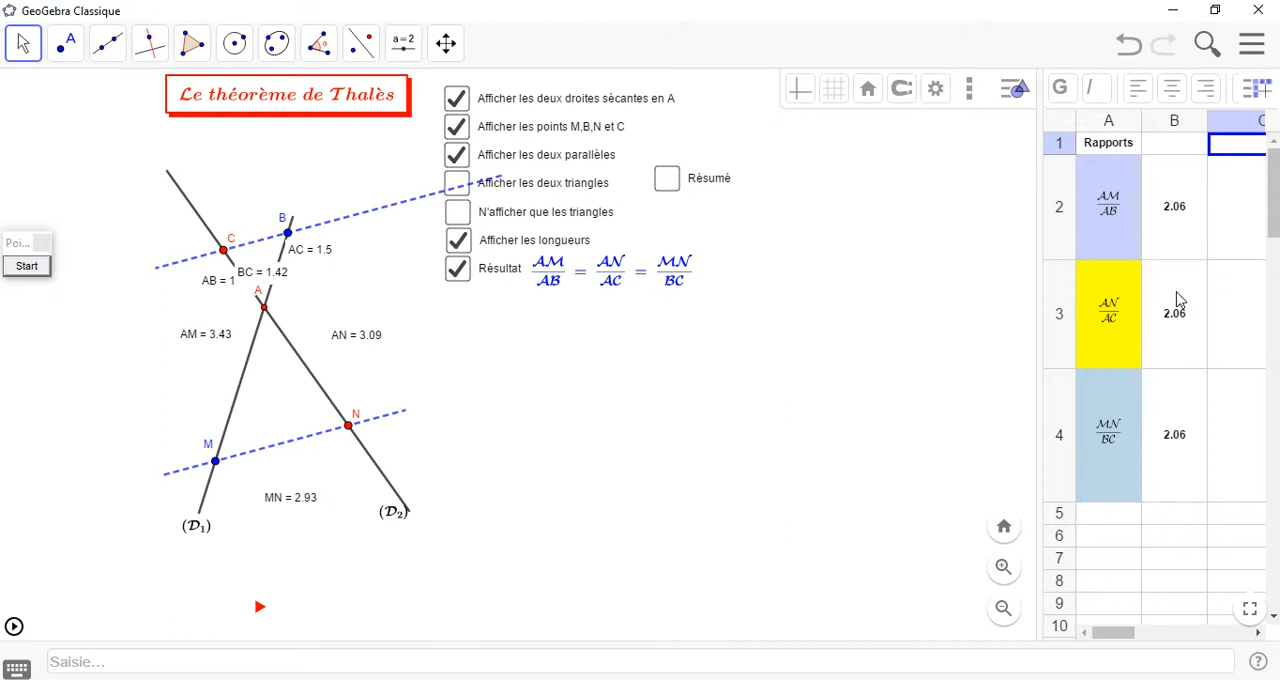 GeoGebra Classique
A
a = 2
Le théorème de Thalès
Afficher les deux droites sécantes en A
Afficher les points M,B,N et C
Afficher les deux parallèles
Afficher les deux triangles
Résumè
N'afficher que les triangles
Afficher les longueurs
Résultat AM/AB = AN/AC = MN/BC
Poi...
Start
B
C
AC = 1.5
BC = 1.42
AB = 1
A
AM = 3.43
AN = 3.09
N
M
MN = 2.93
(D₁)
(D₂)
G I
A B C
1 Rapports
2 AM/AB 2.06
3 AN/AC 2.06
4 MN/BC 2.06
5
6
7
8
9
10
Saisie...
?